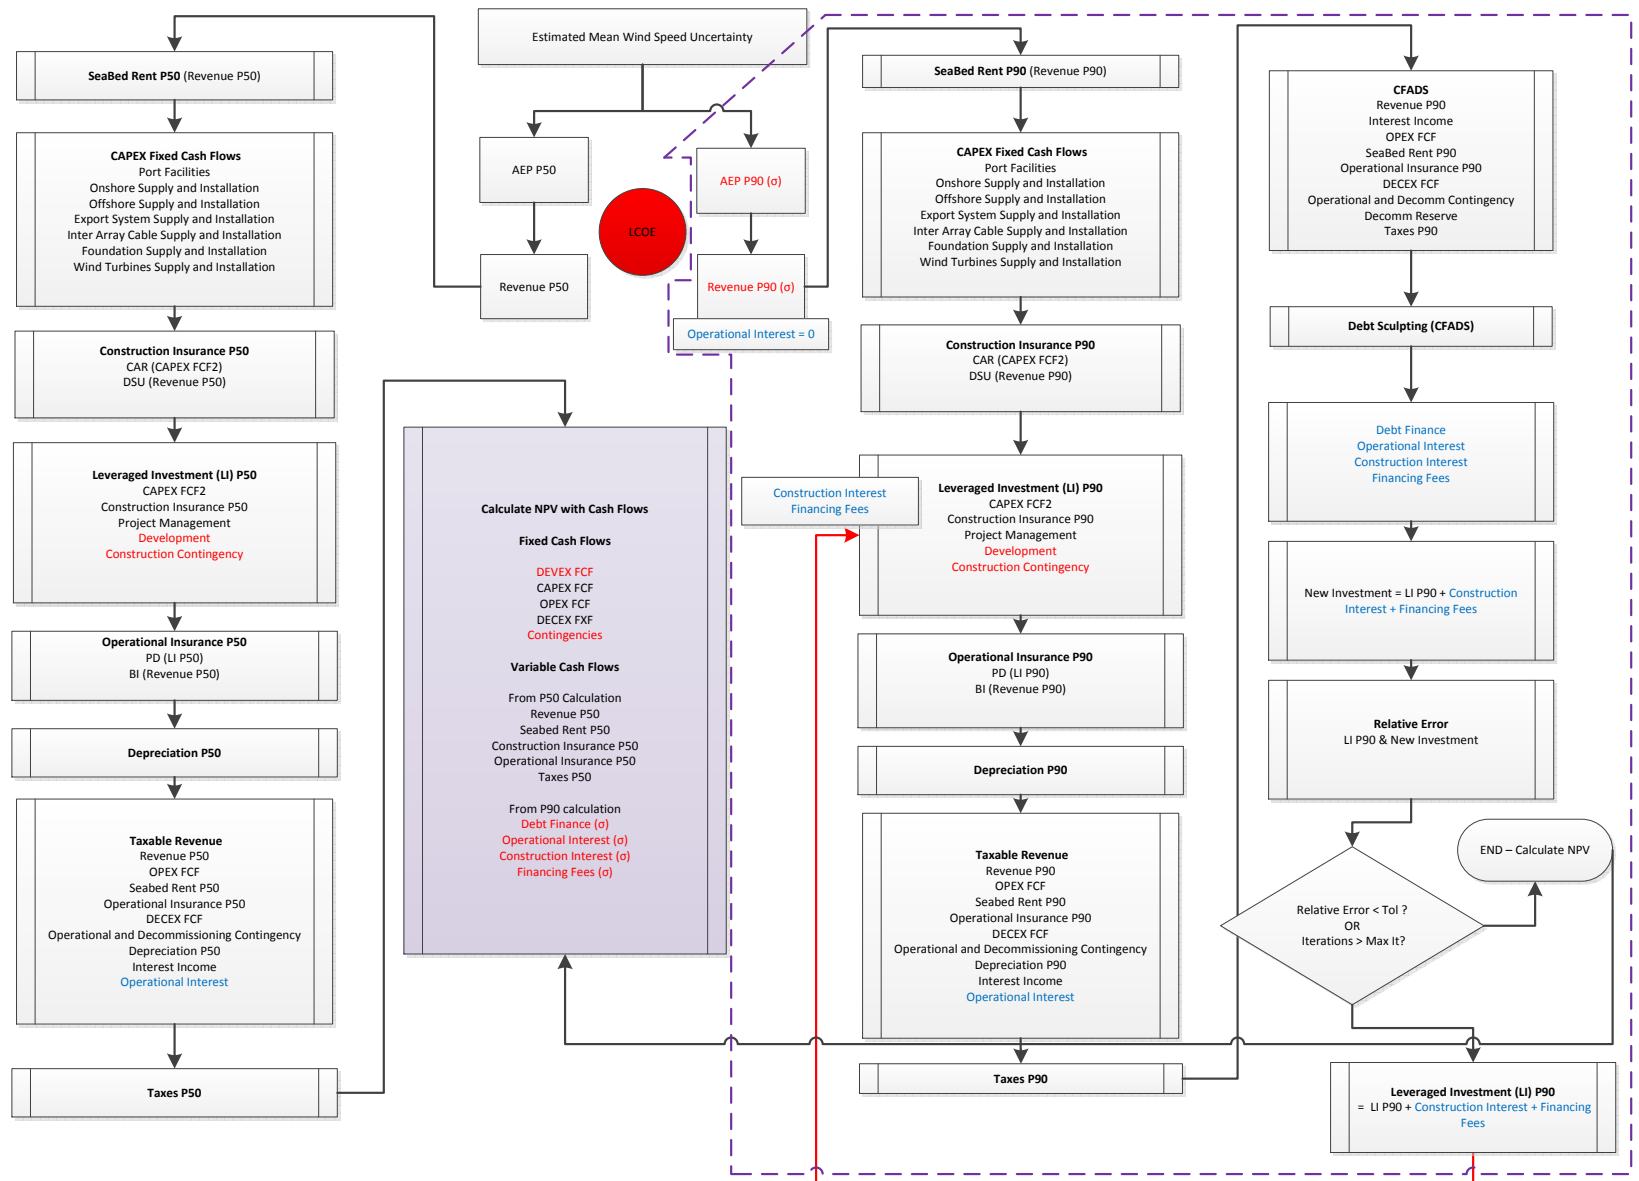 Estimated Mean Wind Speed Uncertainty
SeaBed Rent P50 (Revenue P50)
CAPEX Fixed Cash Flows
Port Facilities
Onshore Supply and Installation
Offshore Supply and Installation
Export System Supply and Installation
Inter Array Cable Supply and Installation
Foundation Supply and Installation
Wind Turbines Supply and Installation
Construction Insurance P50
CAR (CAPEX FCF2)
DSU (Revenue P50)
Leveraged Investment (LI) P50
CAPEX FCF2
Construction Insurance P50
Project Management
Development
Construction Contingency
Operational Insurance P50
PD (LI P50)
BI (Revenue P50)
Depreciation P50
Taxable Revenue
Revenue P50
OPEX FCF
Seabed Rent P50
Operational Insurance P50
DECEX FCF
Operational and Decommissioning Contingency
Depreciation P50
Interest Income
Operational Interest
Taxes P50
AEP P50
Revenue P50
LCOE
AEP P90 (σ)
Revenue P90 (σ)
Operational Interest = 0
Calculate NPV with Cash Flows
Fixed Cash Flows
DEVEX FCF
CAPEX FCF
OPEX FCF
DECEX FXF
Contingencies
Variable Cash Flows
From P50 Calculation
Revenue P50
Seabed Rent P50
Construction Insurance P50
Operational Insurance P50
Taxes P50
From P90 calculation
Debt Finance (σ)
Operational Interest (σ)
Construction Interest (σ)
Financing Fees (σ)
SeaBed Rent P90 (Revenue P90)
CAPEX Fixed Cash Flows
Port Facilities
Onshore Supply and Installation
Offshore Supply and Installation
Export System Supply and Installation
Inter Array Cable Supply and Installation
Foundation Supply and Installation
Wind Turbines Supply and Installation
Construction Insurance P90
CAR (CAPEX FCF2)
DSU (Revenue P90)
Construction Interest
Financing Fees
Leveraged Investment (LI) P90
CAPEX FCF2
Construction Insurance P90
Project Management
Development
Construction Contingency
Operational Insurance P90
PD (LI P90)
BI (Revenue P90)
Depreciation P90
Taxable Revenue
Revenue P90
OPEX FCF
Seabed Rent P90
Operational Insurance P90
DECEX FCF
Operational and Decommissioning Contingency
Depreciation P90
Interest Income
Operational Interest
Taxes P90
CFADS
Revenue P90
Interest Income
OPEX FCF
SeaBed Rent P90
Operational Insurance P90
DECEX FCF
Operational and Decomm Contingency
Decomm Reserve
Taxes P90
Debt Sculpting (CFADS)
Debt Finance
Operational Interest
Construction Interest
Financing Fees
New Investment = LI P90 + Construction
Interest + Financing Fees
Relative Error
LI P90 & New Investment
Relative Error < Tol ?
OR
Iterations > Max It?
END – Calculate NPV
Leveraged Investment (LI) P90
= LI P90 + Construction Interest + Financing
Fees